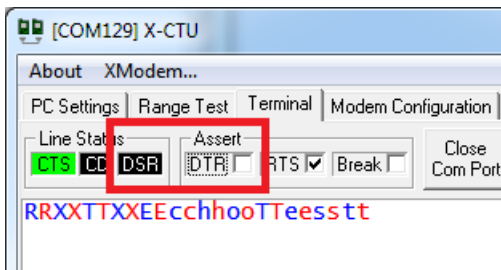 [COM129] X-CTU
About XModem...
PC Settings Range Test Terminal Modem Configuration
Line Status Assert
CTS CD DSR DTR RTS Break Close
Com Port
RRXXTTXXEEcchhooTTeesstt